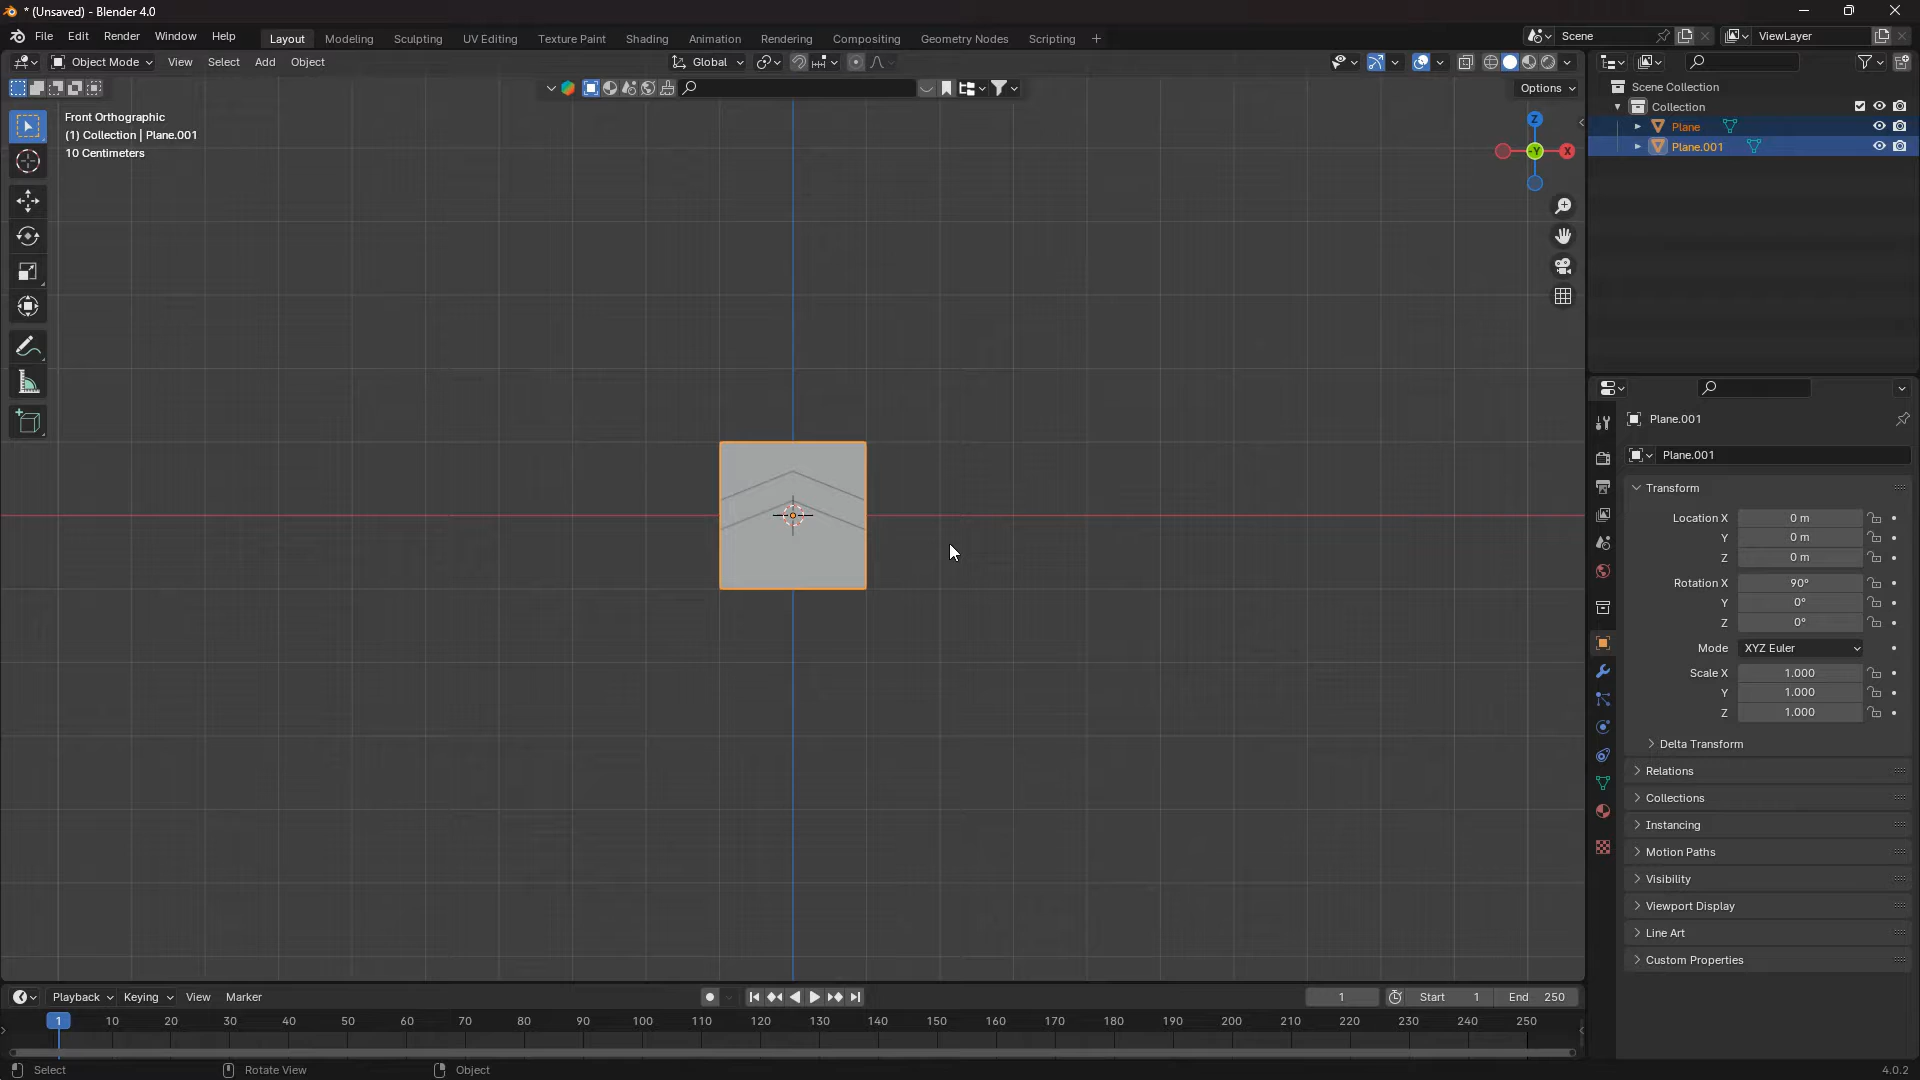 * (Unsaved) - Blender 4.0
File Edit Render Window Help
Layout Modeling Sculpting UV Editing Texture Paint Shading Animation Rendering Compositing Geometry Nodes Scripting +
Scene
ViewLayer
Object Mode View Select Add Object
Global
Options
Front Orthographic
(1) Collection | Plane.001
10 Centimeters
Z
-Y
X
Scene Collection
Collection
Plane
Plane.001
Plane.001
Plane.001
Transform
Location X 0 m
Y 0 m
Z 0 m
Rotation X 90°
Y 0°
Z 0°
Mode XYZ Euler
Scale X 1.000
Y 1.000
Z 1.000
Delta Transform
Relations
Collections
Instancing
Motion Paths
Visibility
Viewport Display
Line Art
Custom Properties
Playback Keying View Marker
1 Start 1 End 250
1 10 20 30 40 50 60 70 80 90 100 110 120 130 140 150 160 170 180 190 200 210 220 230 240 250
Select Rotate View Object
4.0.2